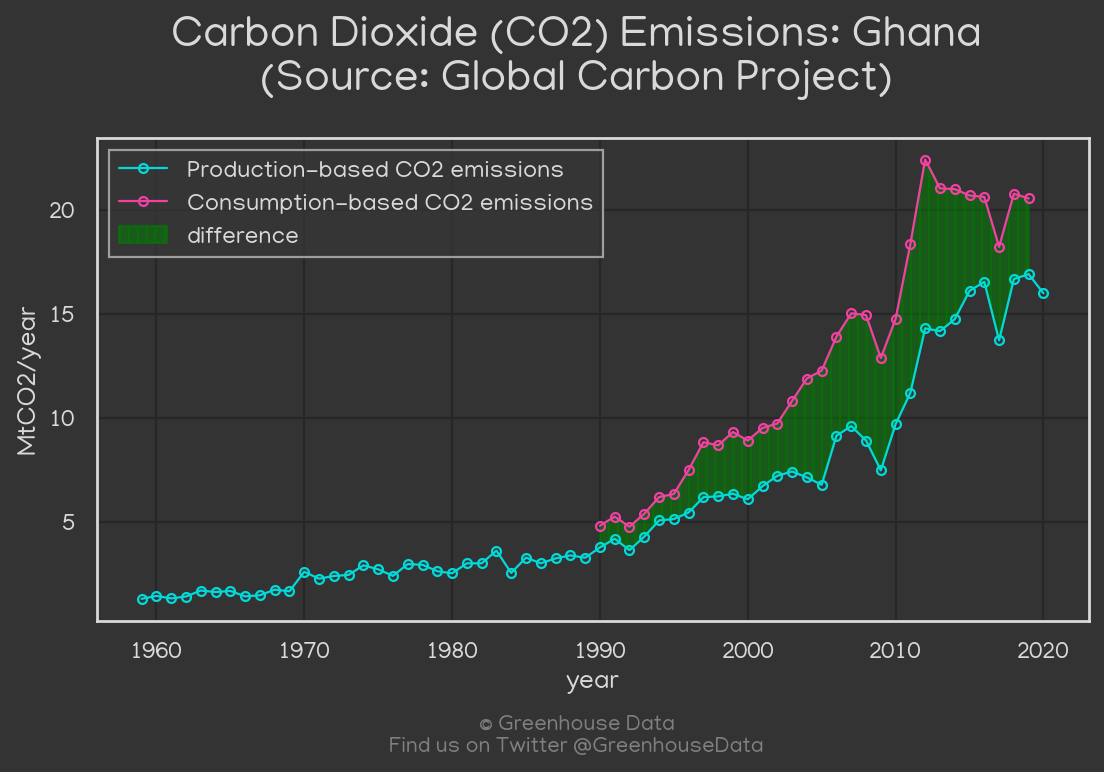 Carbon Dioxide (CO2) Emissions: Ghana
(Source: Global Carbon Project)
Production-based CO2 emissions
Consumption-based CO2 emissions
difference
MtCO2/year
20
15
10
5
1960 1970 1980 1990 2000 2010 2020
year
© Greenhouse Data
Find us on Twitter @GreenhouseData